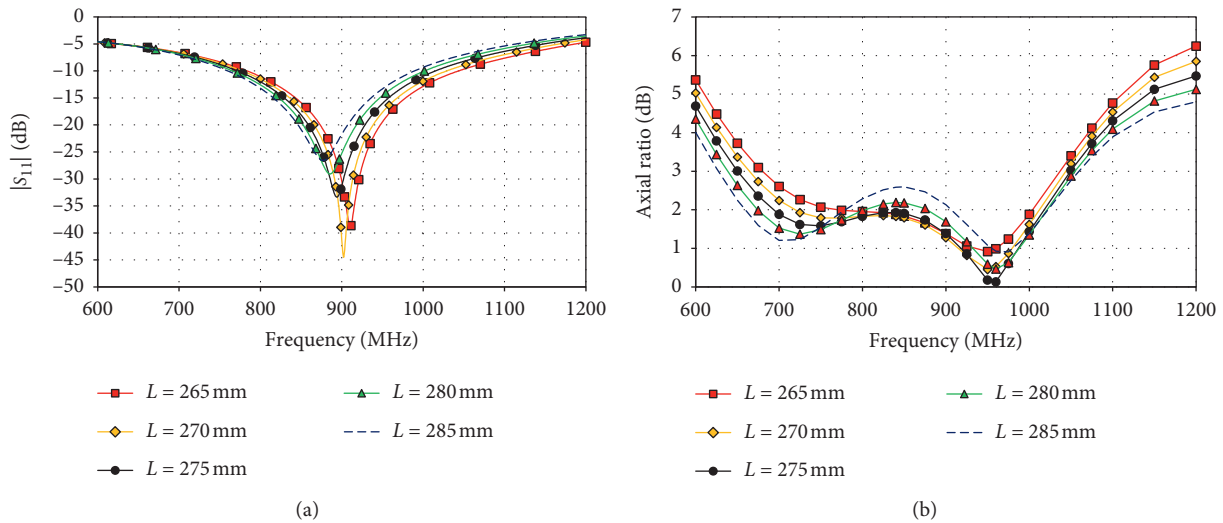 0
−5
−10
−15
−20
−25
−30
−35
−40
−45
−50
|S11| (dB)
600 700 800 900 1000 1100 1200
Frequency (MHz)
L = 265 mm
L = 270 mm
L = 275 mm
L = 280 mm
L = 285 mm
(a)
7
6
5
4
3
2
1
0
Axial ratio (dB)
600 700 800 900 1000 1100 1200
Frequency (MHz)
L = 265 mm
L = 270 mm
L = 275 mm
L = 280 mm
L = 285 mm
(b)